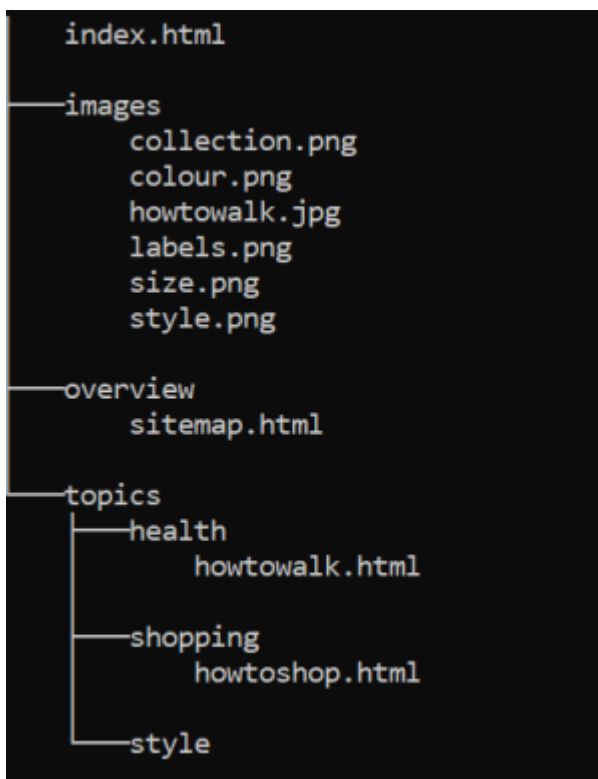 index.html
images
collection.png
colour.png
howtowalk.jpg
labels.png
size.png
style.png
overview
sitemap.html
topics
health
howtowalk.html
shopping
howtoshop.html
style